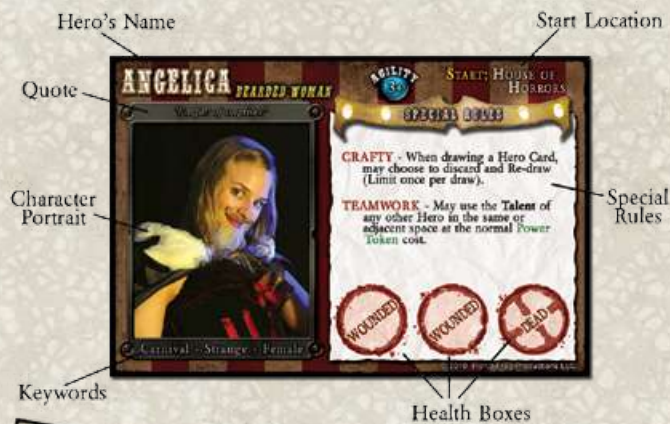 Hero's Name
Start Location
ANGELICA BEARDED WOMAN
AGILITY
3+
START: HOUSE OF
HORRORS
Quote
SPECIAL RULES
CRAFTY - When drawing a Hero Card,
may choose to discard and Re-draw
(Limit once per draw).
Character
Portrait
Special
Rules
TEAMWORK - May use the Talent of
any other Hero in the same or
adjacent space at the normal Power
Token cost.
WOUNDED
WOUNDED
DEAD
Carnival - Strange - Female
Keywords
Health Boxes